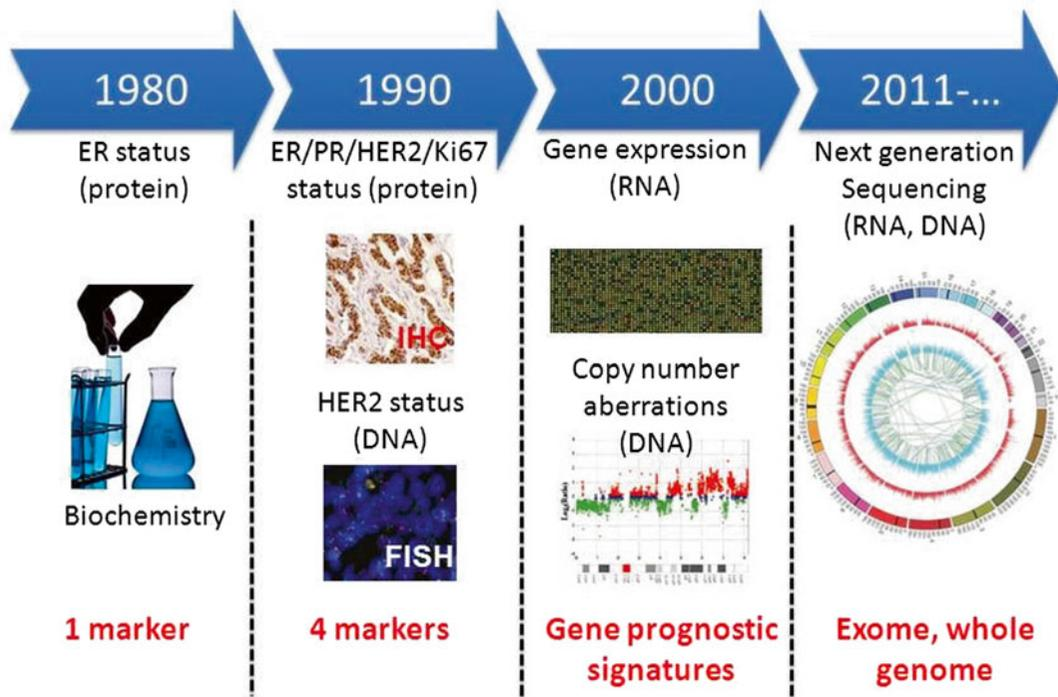 1980
ER status
(protein)
Biochemistry
1 marker
1990
ER/PR/HER2/Ki67
status (protein)
IHC
HER2 status
(DNA)
FISH
4 markers
2000
Gene expression
(RNA)
Copy number
aberrations
(DNA)
Log2(Ratio)
Gene prognostic
signatures
2011-...
Next generation
Sequencing
(RNA, DNA)
Exome, whole
genome